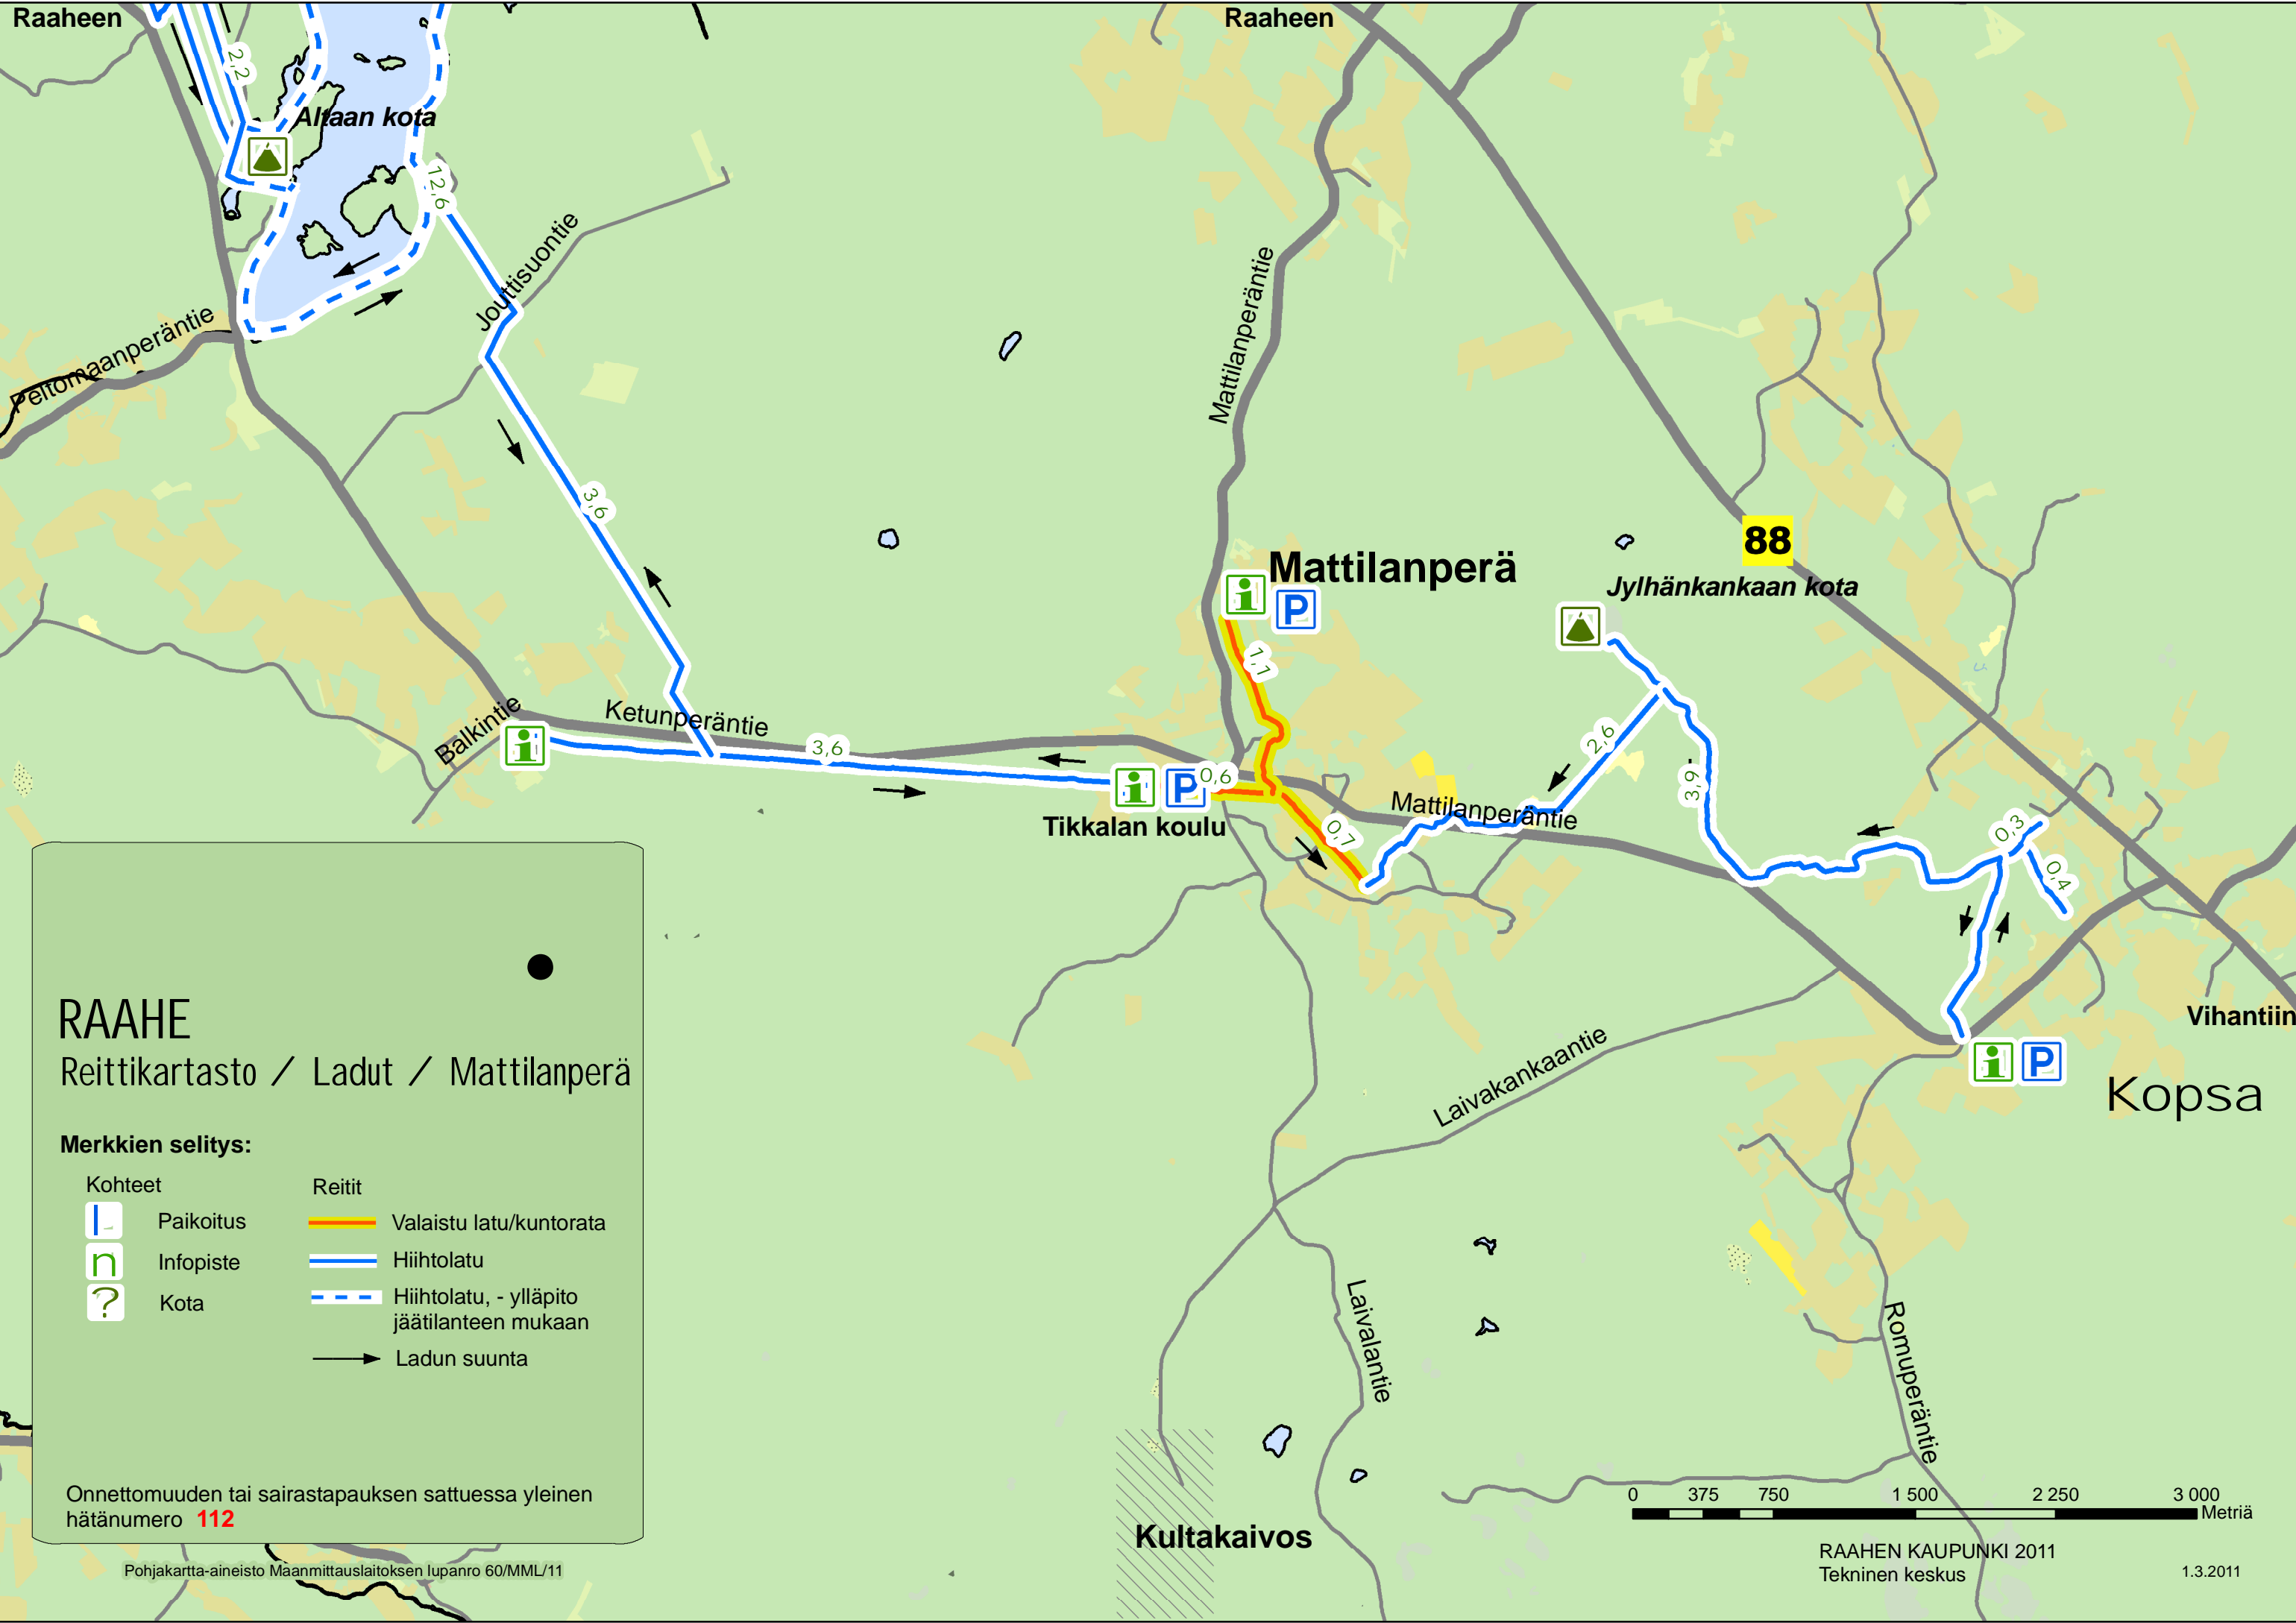 Raaheen
Raaheen
2,2
Altaan kota
12,6
Jouttisuontie
Peltomaanperäntie
Mattilanperäntie
3,6
88
Mattilanperä
Jylhänkankaan kota
P
1,1
Balkintie
Ketunperäntie
3,6
P
0,6
Tikkalan koulu
0,7
Mattilanperäntie
2,6
3,9
0,3
0,4
Vihantiin
P
Kopsa
Laivakankaantie
Laivalantie
Romuperäntie
Kultakaivos
RAAHE
Reittikartasto / Ladut / Mattilanperä
Merkkien selitys:
Kohteet
Reitit
Paikoitus
Valaistu latu/kuntorata
n
Infopiste
Hiihtolatu
?
Kota
Hiihtolatu, - ylläpito
jäätilanteen mukaan
Ladun suunta
Onnettomuuden tai sairastapauksen sattuessa yleinen
hätänumero 112
Pohjakartta-aineisto Maanmittauslaitoksen lupanro 60/MML/11
0 375 750 1 500 2 250 3 000
Metriä
RAAHEN KAUPUNKI 2011
Tekninen keskus
1.3.2011